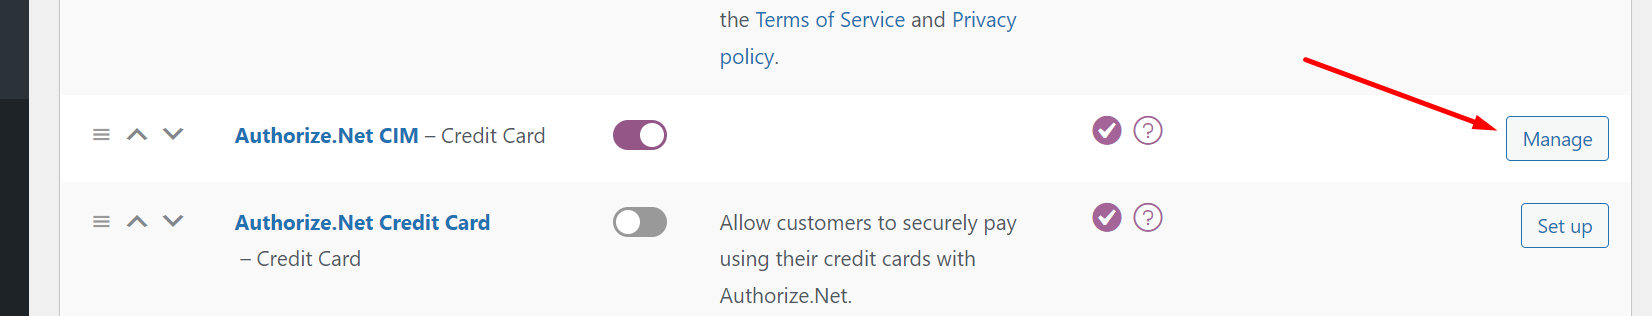 the Terms of Service and Privacy
policy.
Authorize.Net CIM – Credit Card
Manage
Authorize.Net Credit Card
– Credit Card
Allow customers to securely pay
using their credit cards with
Authorize.Net.
Set up